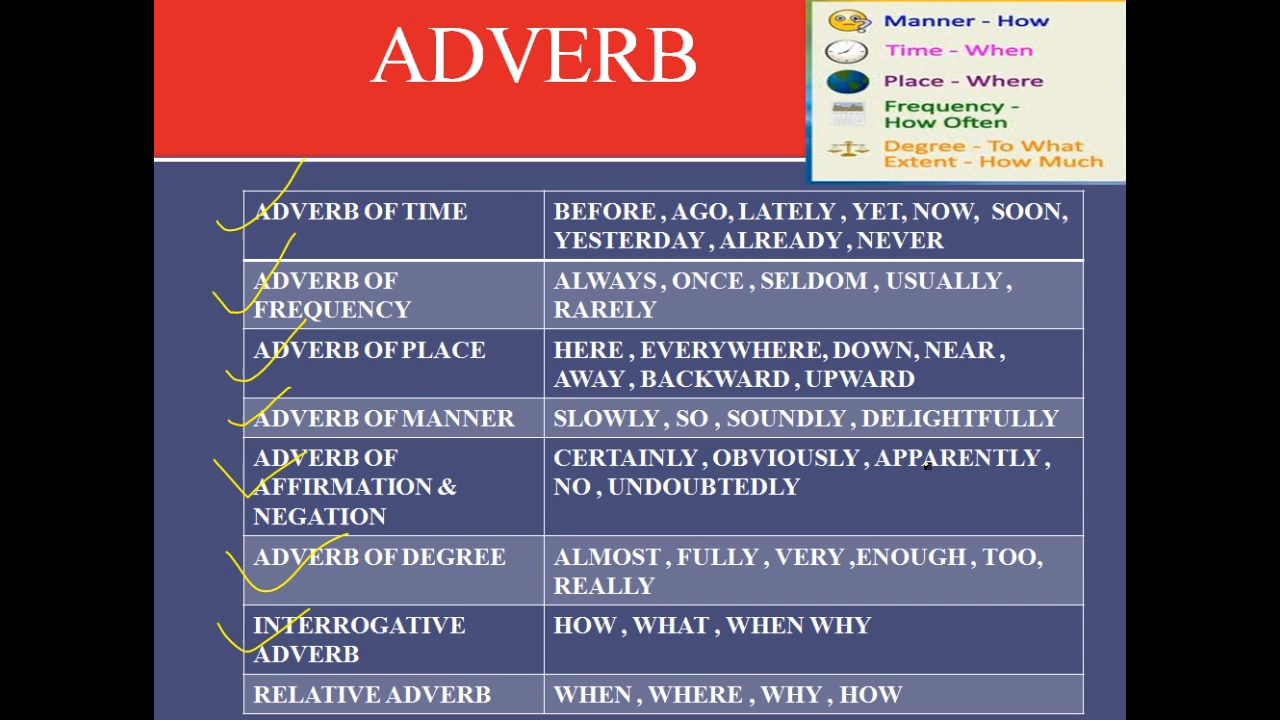 ADVERB
Manner - How
Time - When
Place - Where
Frequency -
How Often
Degree - To What
Extent - How Much
ADVERB OF TIME
BEFORE , AGO, LATELY , YET, NOW, SOON,
YESTERDAY , ALREADY , NEVER
ADVERB OF
FREQUENCY
ALWAYS , ONCE , SELDOM , USUALLY ,
RARELY
ADVERB OF PLACE
HERE , EVERYWHERE, DOWN, NEAR ,
AWAY , BACKWARD , UPWARD
ADVERB OF MANNER
SLOWLY , SO , SOUNDLY , DELIGHTFULLY
ADVERB OF
AFFIRMATION &
NEGATION
CERTAINLY , OBVIOUSLY , APPARENTLY ,
NO , UNDOUBTEDLY
ADVERB OF DEGREE
ALMOST , FULLY , VERY ,ENOUGH , TOO,
REALLY
INTERROGATIVE
ADVERB
HOW , WHAT , WHEN WHY
RELATIVE ADVERB
WHEN , WHERE , WHY , HOW